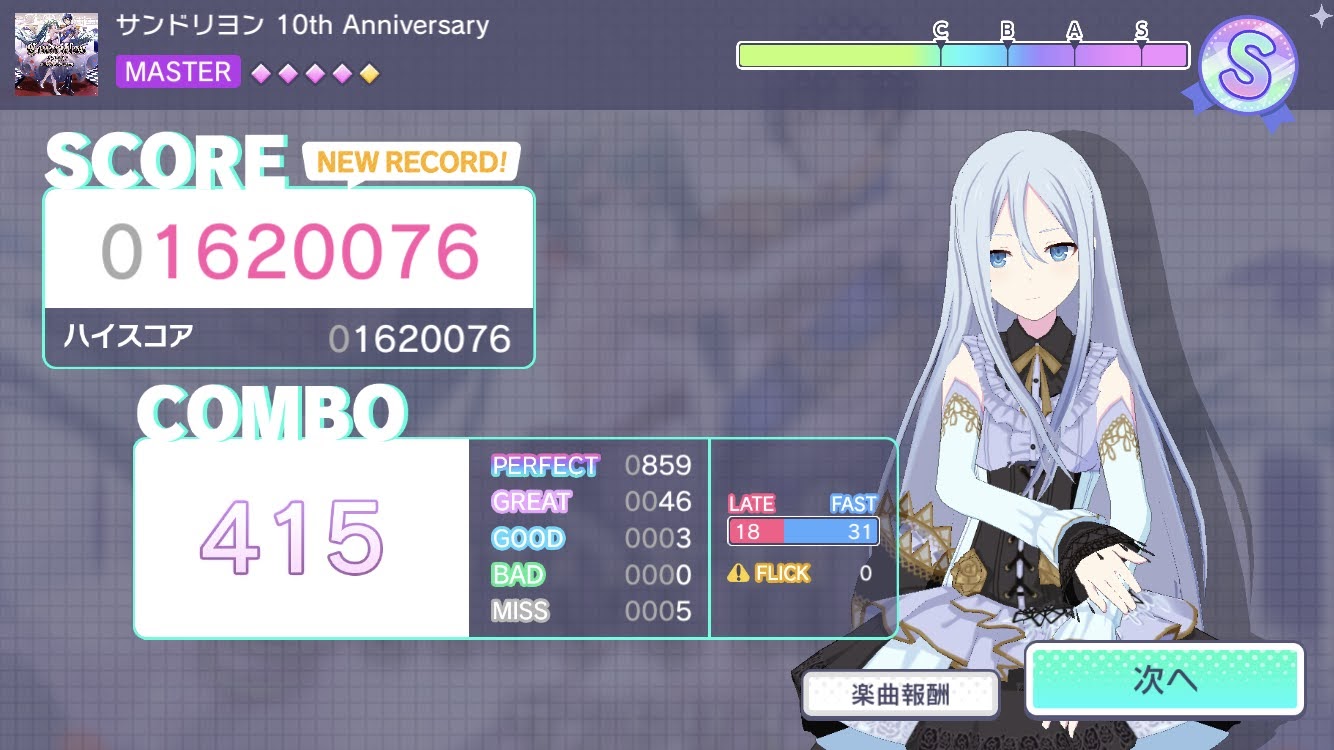 サンドリヨン 10th Anniversary
MASTER
C B A S
S
SCORE NEW RECORD!
01620076
ハイスコア 01620076
COMBO
415
PERFECT 0859
GREAT 0046
GOOD 0003
BAD 0000
MISS 0005
LATE FAST
18 31
FLICK 0
楽曲報酬
次へ